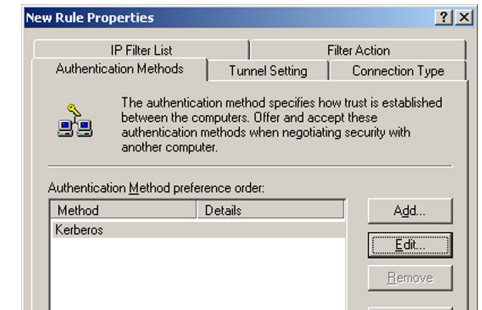 New Rule Properties
IP Filter List
Filter Action
Authentication Methods
Tunnel Setting
Connection Type
The authentication method specifies how trust is established
between the computers. Offer and accept these
authentication methods when negotiating security with
another computer.
Authentication Method preference order:
Method
Details
Add...
Kerberos
Edit...
Remove